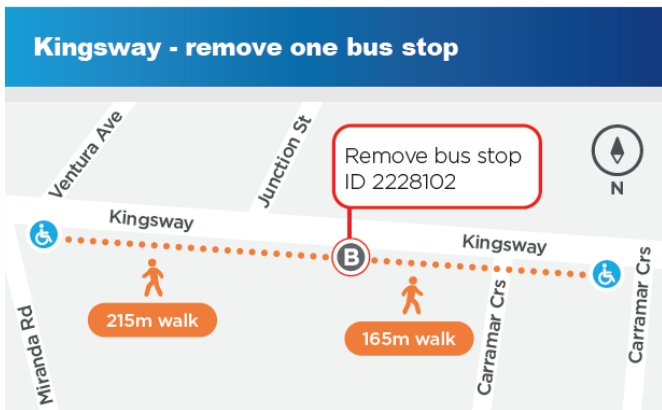 Kingsway - remove one bus stop
Ventura Ave
Junction St
Remove bus stop
ID 2228102
N
Kingsway
B
Kingsway
215m walk
165m walk
Miranda Rd
Carramar Crs
Carramar Crs